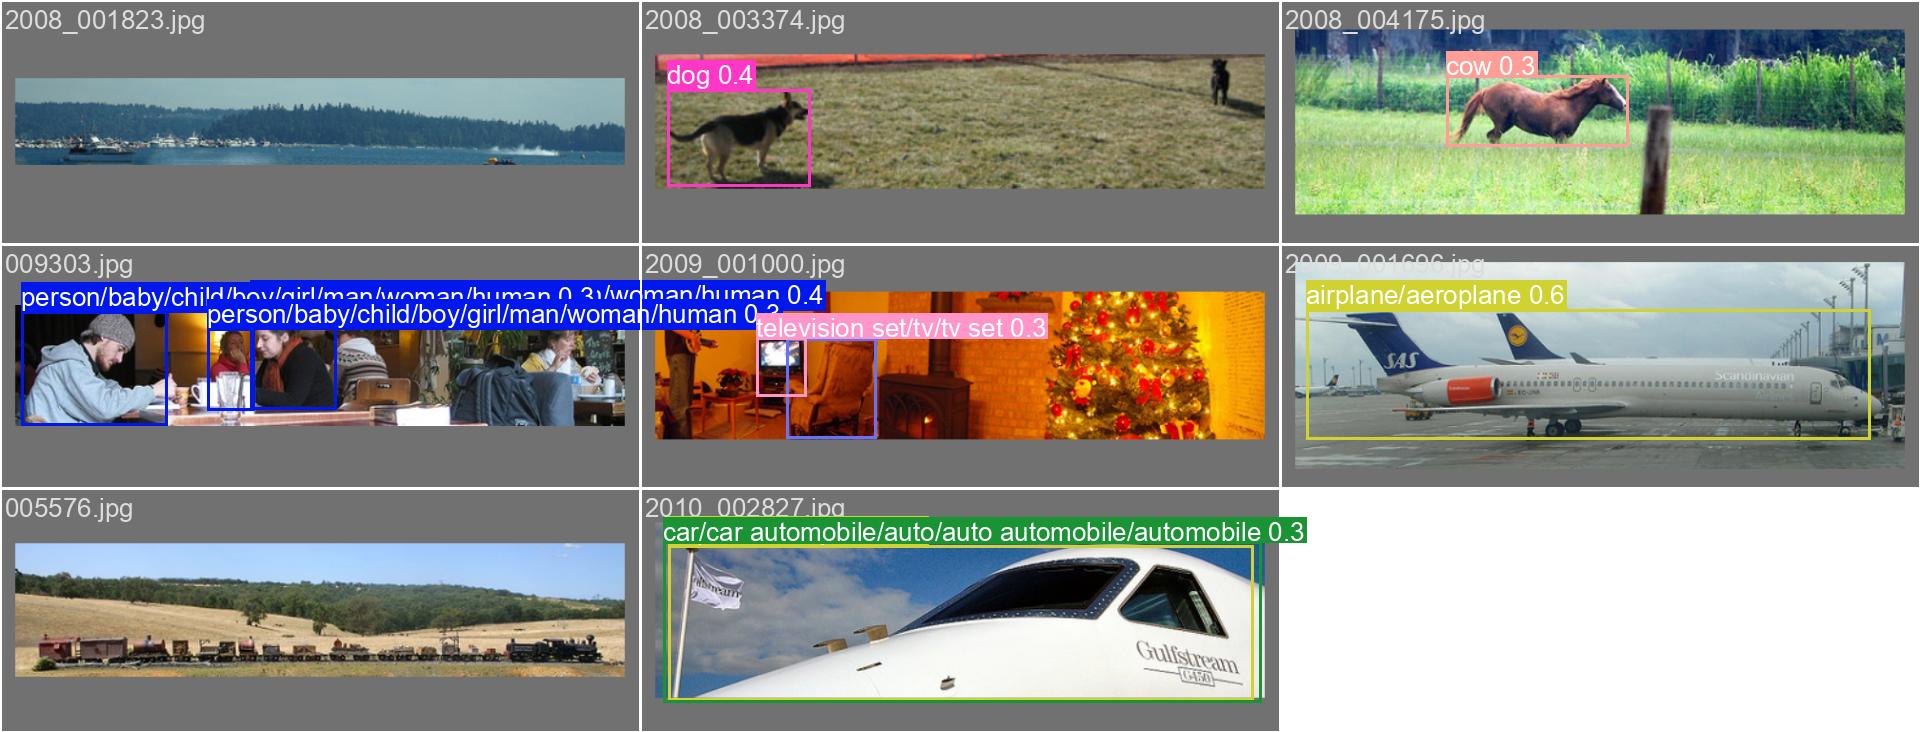 2008_001823.jpg
2008_003374.jpg
2008_004175.jpg
dog 0.4
cow 0.3
009303.jpg
2009_001000.jpg
2009_001696.jpg
person/baby/child/boy/girl/man/woman/human 0.3
/woman/human 0.4
person/baby/child/boy/girl/man/woman/human 0.3
television set/tv/tv set 0.3
airplane/aeroplane 0.6
SAS
Scandinavian
005576.jpg
2010_002827.jpg
car/car automobile/auto/auto automobile/automobile 0.3
Gulfstream
G450